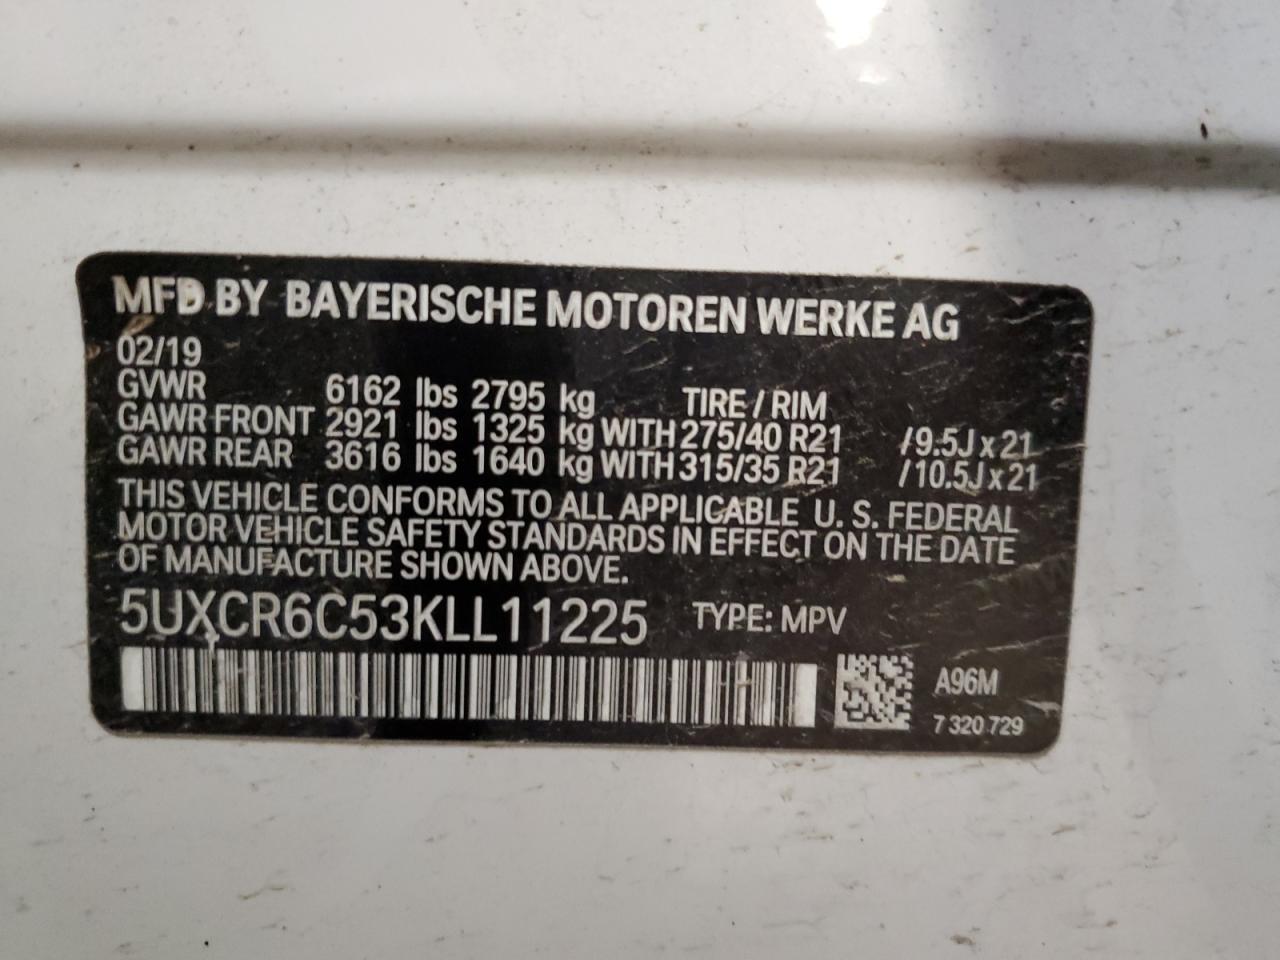 MFD BY BAYERISCHE MOTOREN WERKE AG
02/19
GVWR 6162 lbs 2795 kg TIRE / RIM
GAWR FRONT 2921 lbs 1325 kg WITH 275/40 R21 /9.5J x 21
GAWR REAR 3616 lbs 1640 kg WITH 315/35 R21 /10.5J x 21
THIS VEHICLE CONFORMS TO ALL APPLICABLE U. S. FEDERAL
MOTOR VEHICLE SAFETY STANDARDS IN EFFECT ON THE DATE
OF MANUFACTURE SHOWN ABOVE.
5UXCR6C53KLL11225 TYPE: MPV
A96M
7 320 729